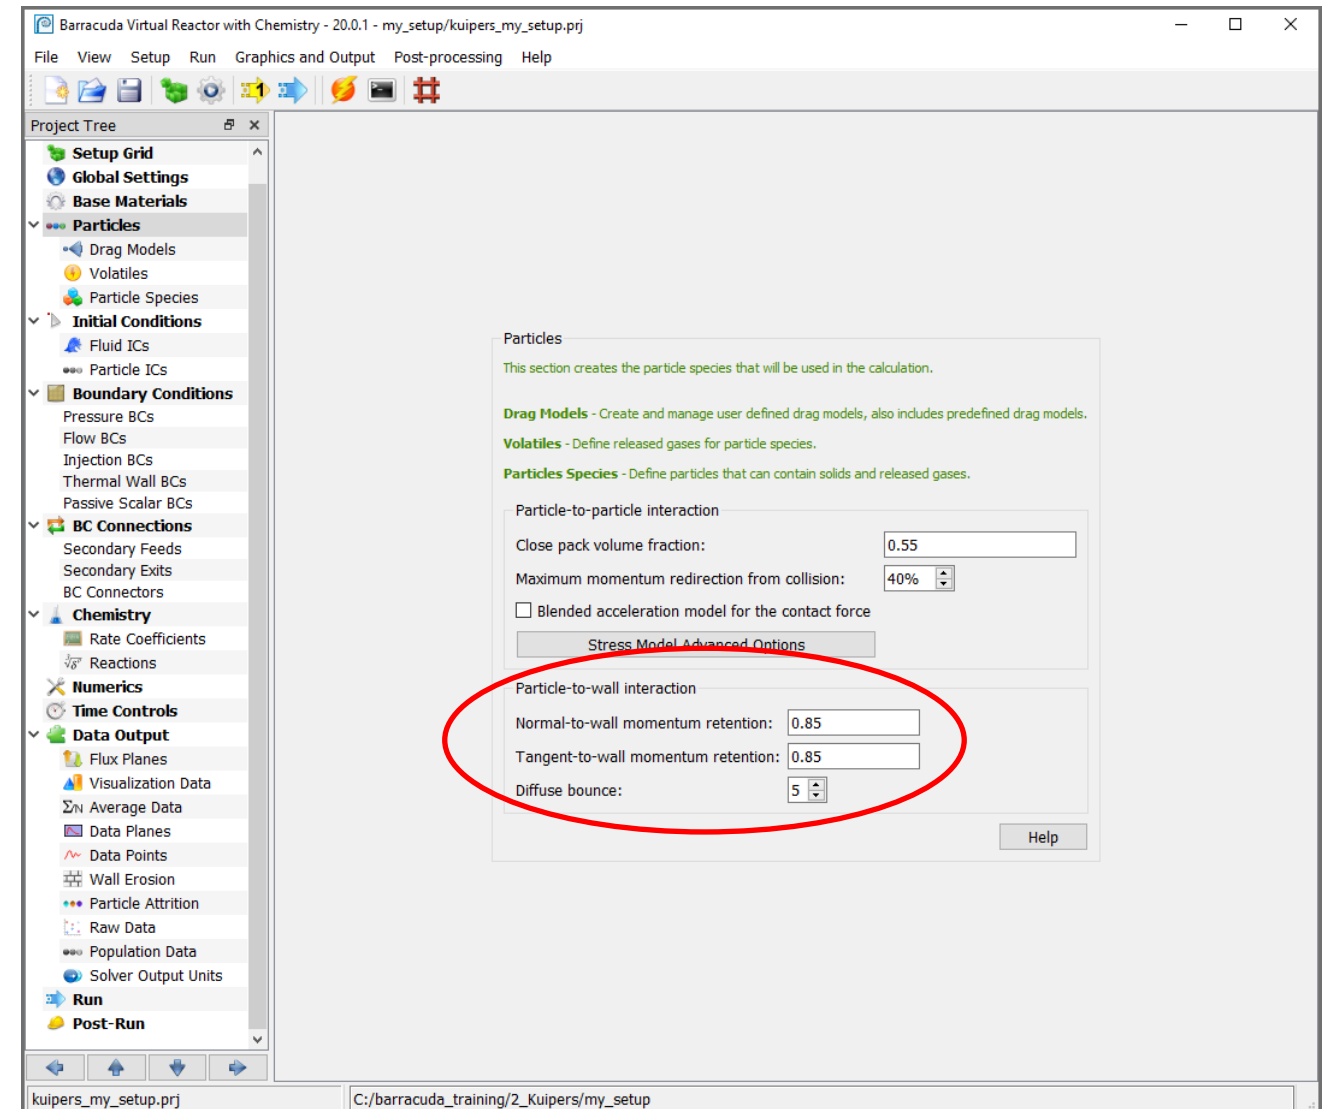 Barracuda Virtual Reactor with Chemistry - 20.0.1 - my_setup/kuipers_my_setup.prj
File View Setup Run Graphics and Output Post-processing Help
1
Project Tree
Setup Grid
Global Settings
Base Materials
Particles
Drag Models
Volatiles
Particle Species
Initial Conditions
Fluid ICs
Particle ICs
Boundary Conditions
Pressure BCs
Flow BCs
Injection BCs
Thermal Wall BCs
Passive Scalar BCs
BC Connections
Secondary Feeds
Secondary Exits
BC Connectors
Chemistry
Rate Coefficients
Reactions
Numerics
Time Controls
Data Output
Flux Planes
Visualization Data
Average Data
Data Planes
Data Points
Wall Erosion
Particle Attrition
Raw Data
Population Data
Solver Output Units
Run
Post-Run
Particles
This section creates the particle species that will be used in the calculation.
Drag Models - Create and manage user defined drag models, also includes predefined drag models.
Volatiles - Define released gases for particle species.
Particles Species - Define particles that can contain solids and released gases.
Particle-to-particle interaction
Close pack volume fraction: 0.55
Maximum momentum redirection from collision: 40%
Blended acceleration model for the contact force
Stress Model Advanced Options
Particle-to-wall interaction
Normal-to-wall momentum retention: 0.85
Tangent-to-wall momentum retention: 0.85
Diffuse bounce: 5
Help
kuipers_my_setup.prj
C:/barracuda_training/2_Kuipers/my_setup